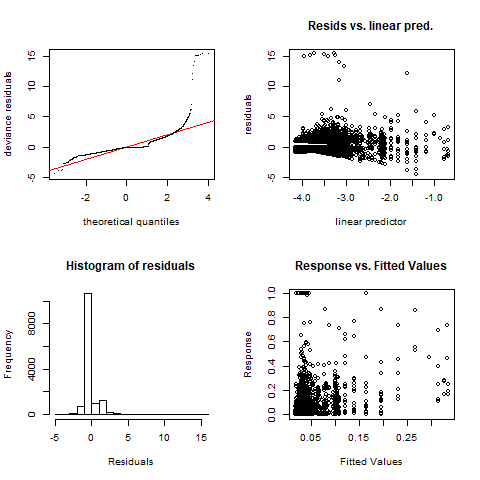 deviance residuals
-5 0 5 10 15
-2 0 2 4
theoretical quantiles
Resids vs. linear pred.
residuals
-5 0 5 10 15
-4.0 -3.0 -2.0 -1.0
linear predictor
Histogram of residuals
Frequency
0 4000 8000
-5 0 5 10 15
Residuals
Response vs. Fitted Values
Response
0.0 0.2 0.4 0.6 0.8 1.0
0.05 0.15 0.25
Fitted Values